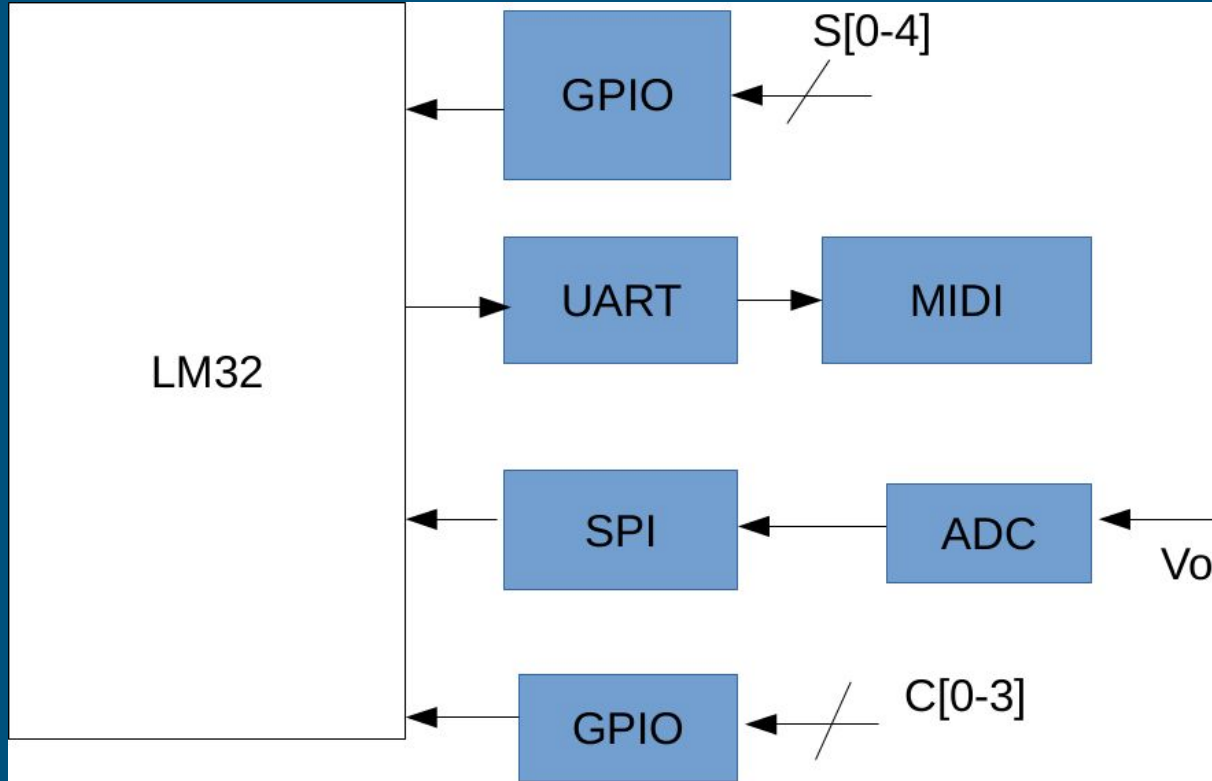 S[0-4]
GPIO
UART
MIDI
LM32
SPI
ADC
Vo
C[0-3]
GPIO